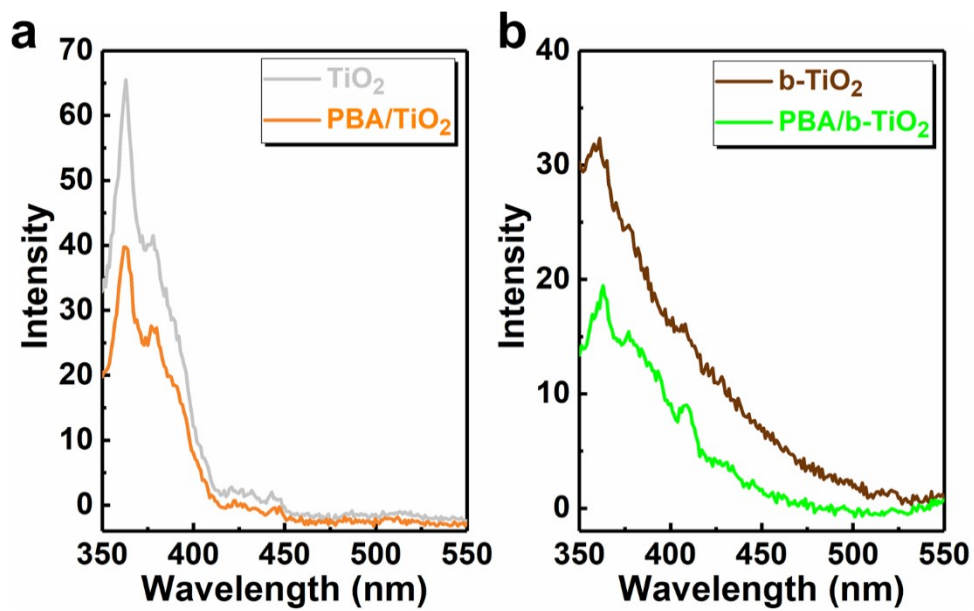 a
70
60
50
40
30
20
10
0
Intensity
TiO₂
PBA/TiO₂
350 400 450 500 550
Wavelength (nm)
b
40
30
20
10
0
Intensity
b-TiO₂
PBA/b-TiO₂
350 400 450 500 550
Wavelength (nm)